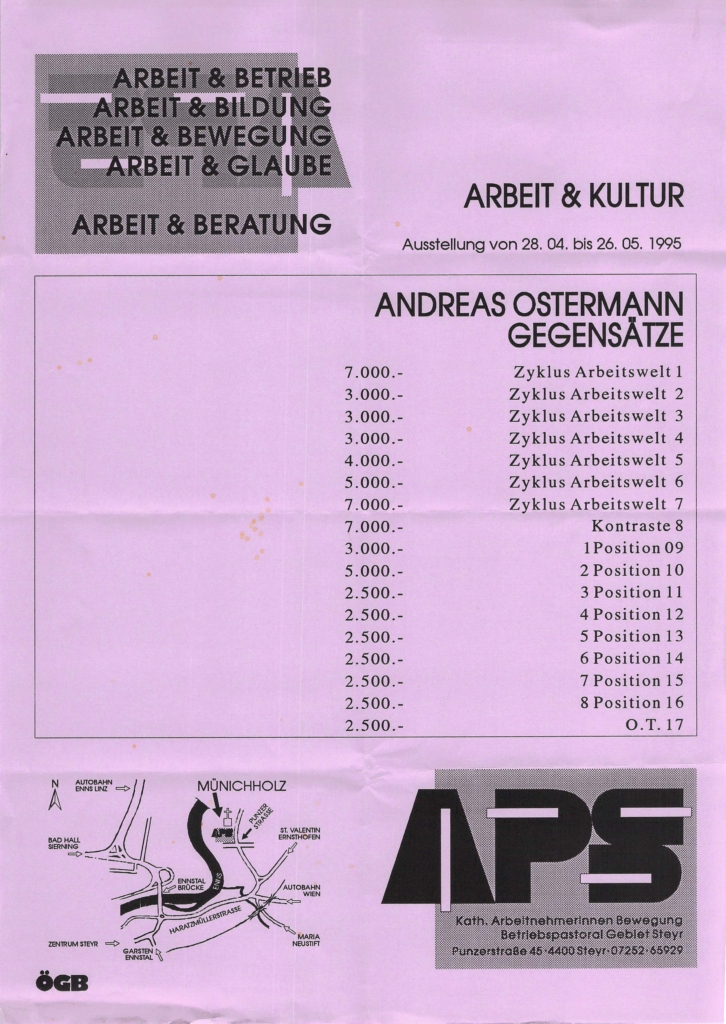 ARBEIT & BETRIEB
ARBEIT & BILDUNG
ARBEIT & BEWEGUNG
ARBEIT & GLAUBE
ARBEIT & BERATUNG
ARBEIT & KULTUR
Ausstellung von 28. 04. bis 26. 05. 1995
ANDREAS OSTERMANN
GEGENSÄTZE
7.000.- Zyklus Arbeitswelt 1
3.000.- Zyklus Arbeitswelt 2
3.000.- Zyklus Arbeitswelt 3
3.000.- Zyklus Arbeitswelt 4
4.000.- Zyklus Arbeitswelt 5
5.000.- Zyklus Arbeitswelt 6
7.000.- Zyklus Arbeitswelt 7
7.000.- Kontraste 8
3.000.- 1 Position 09
5.000.- 2 Position 10
2.500.- 3 Position 11
2.500.- 4 Position 12
2.500.- 5 Position 13
2.500.- 6 Position 14
2.500.- 7 Position 15
2.500.- 8 Position 16
2.500.- O.T. 17
N
AUTOBAHN
ENNS LINZ
MÜNICHHOLZ
APS
PUNZER
STRASSE
ST. VALENTIN
ERNSTHOFEN
BAD HALL
SIERNING
ENNSTAL
BRÜCKE
ENNS
AUTOBAHN
WIEN
HARATZMÜLLERSTRASSE
MARIA
NEUSTIFT
ZENTRUM STEYR
GARSTEN
ENNSTAL
ÖGB
APS
Kath. ArbeitnehmerInnen Bewegung
Betriebspastoral Gebiet Steyr
Punzerstraße 45·4400 Steyr·07252·65929